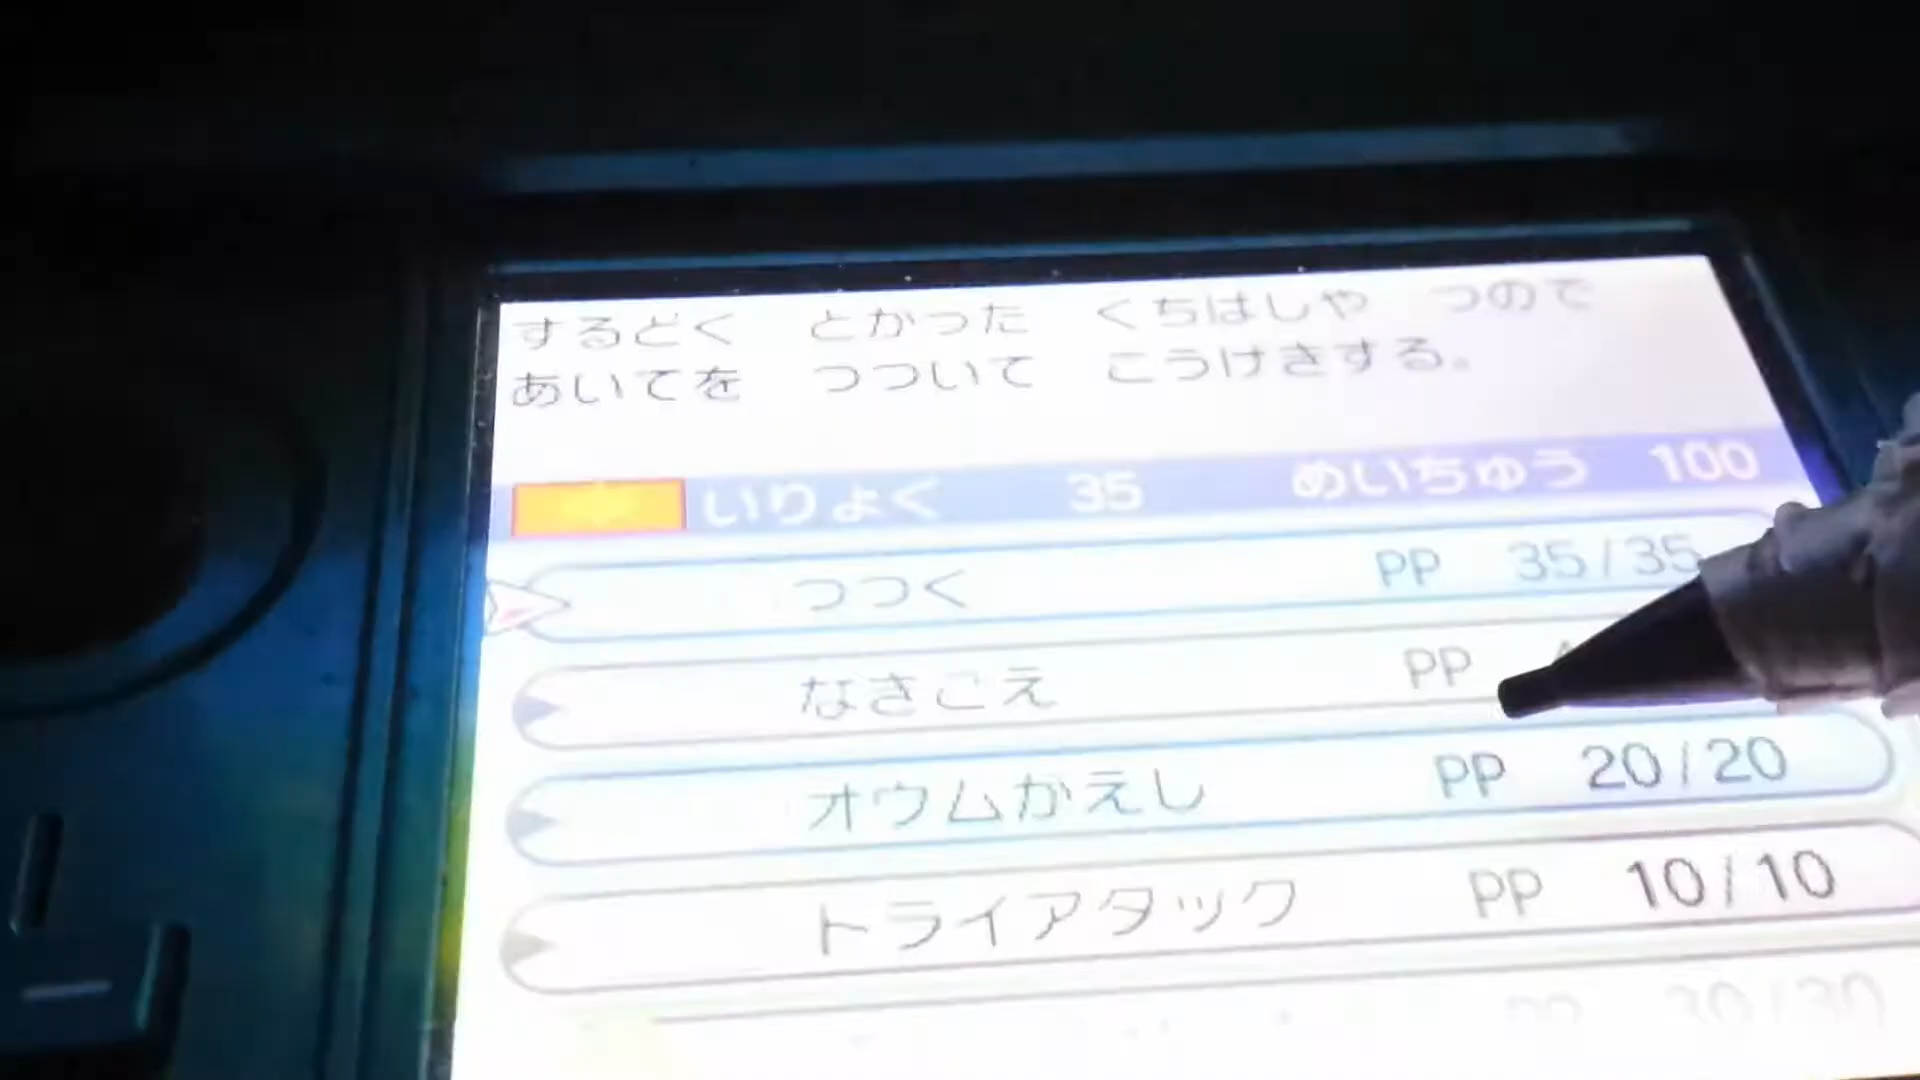 するどく　とがった　くちばしや　つので
あいてを　つついて　こうげきする。
いりょく　35　めいちゅう　100
つつく　PP　35/35
なきごえ　PP
オウムがえし　PP　20/20
トライアタック　PP　10/10
PP　30/30